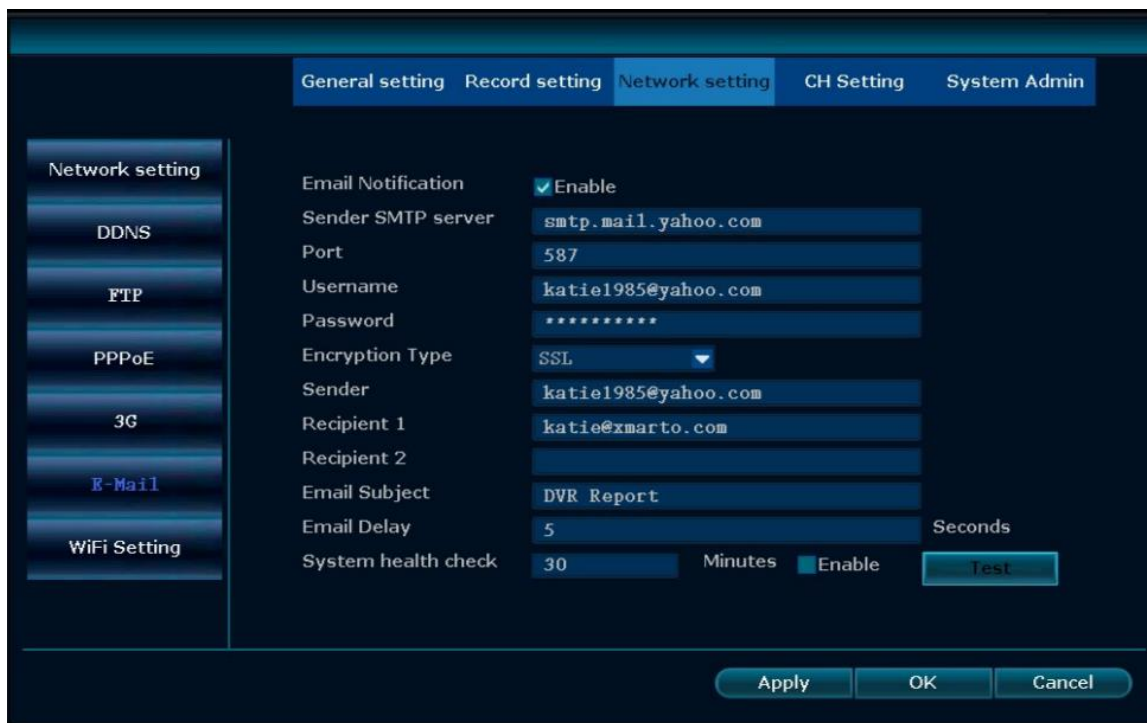 General setting Record setting Network setting CH Setting System Admin
Network setting
DDNS
FTP
PPPoE
3G
E-Mail
WiFi Setting
Email Notification Enable
Sender SMTP server smtp.mail.yahoo.com
Port 587
Username katie1985@yahoo.com
Password **********
Encryption Type SSL
Sender katie1985@yahoo.com
Recipient 1 katie@xmarto.com
Recipient 2
Email Subject DVR Report
Email Delay 5 Seconds
System health check 30 Minutes Enable Test
Apply OK Cancel